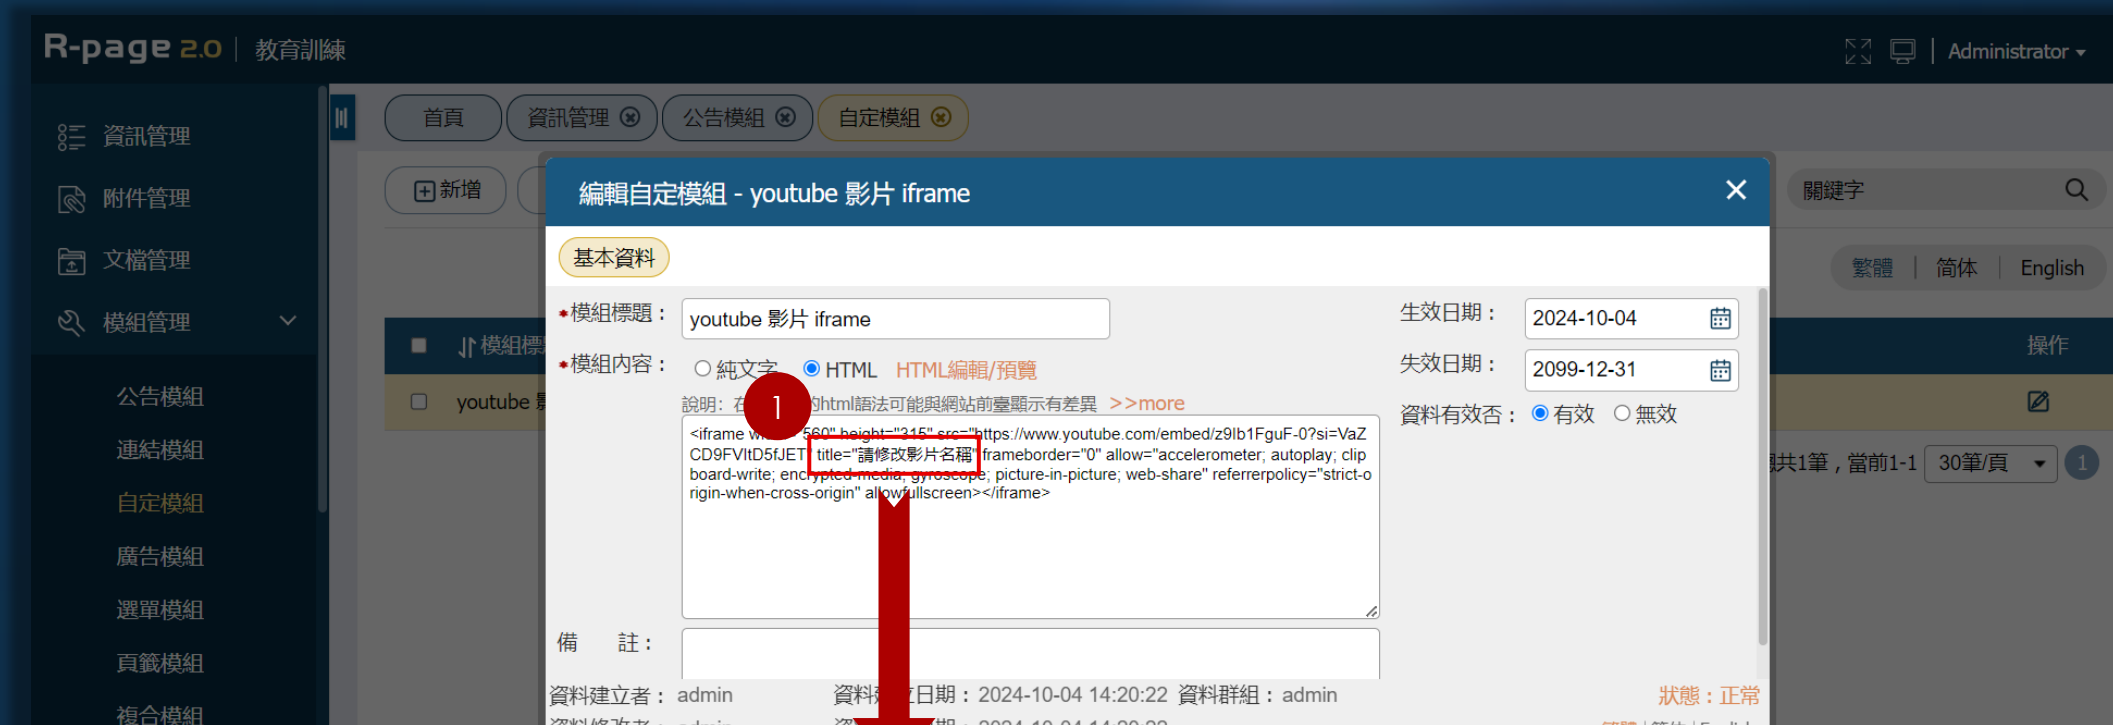 R-page 2.0 | 教育訓練
Administrator
資訊管理
附件管理
文檔管理
模組管理
公告模組
連結模組
自定模組
廣告模組
選單模組
頁籤模組
複合模組
首頁 資訊管理 公告模組 自定模組
新增
關鍵字
繁體 | 简体 | English
模組標
操作
youtube
共1筆，當前1-1 30筆/頁 1
編輯自定模組 - youtube 影片 iframe
基本資料
模組標題： youtube 影片 iframe
生效日期： 2024-10-04
模組內容： 純文字 HTML HTML編輯/預覽
失效日期： 2099-12-31
1
說明: 的html語法可能與網站前臺顯示有差異 >>more
資料有效否： 有效 無效
<iframe 560" height="315" src="https://www.youtube.com/embed/z9Ib1FguF-0?si=VaZ
CD9FVItD5fJET" title="請修改影片名稱" frameborder="0" allow="accelerometer; autoplay; clip
board-write; encrypted-media; gyroscope; picture-in-picture; web-share" referrerpolicy="strict-o
rigin-when-cross-origin" allowfullscreen></iframe>
備 註：
資料建立者： admin 資料 日期：2024-10-04 14:20:22 資料群組：admin
狀態：正常